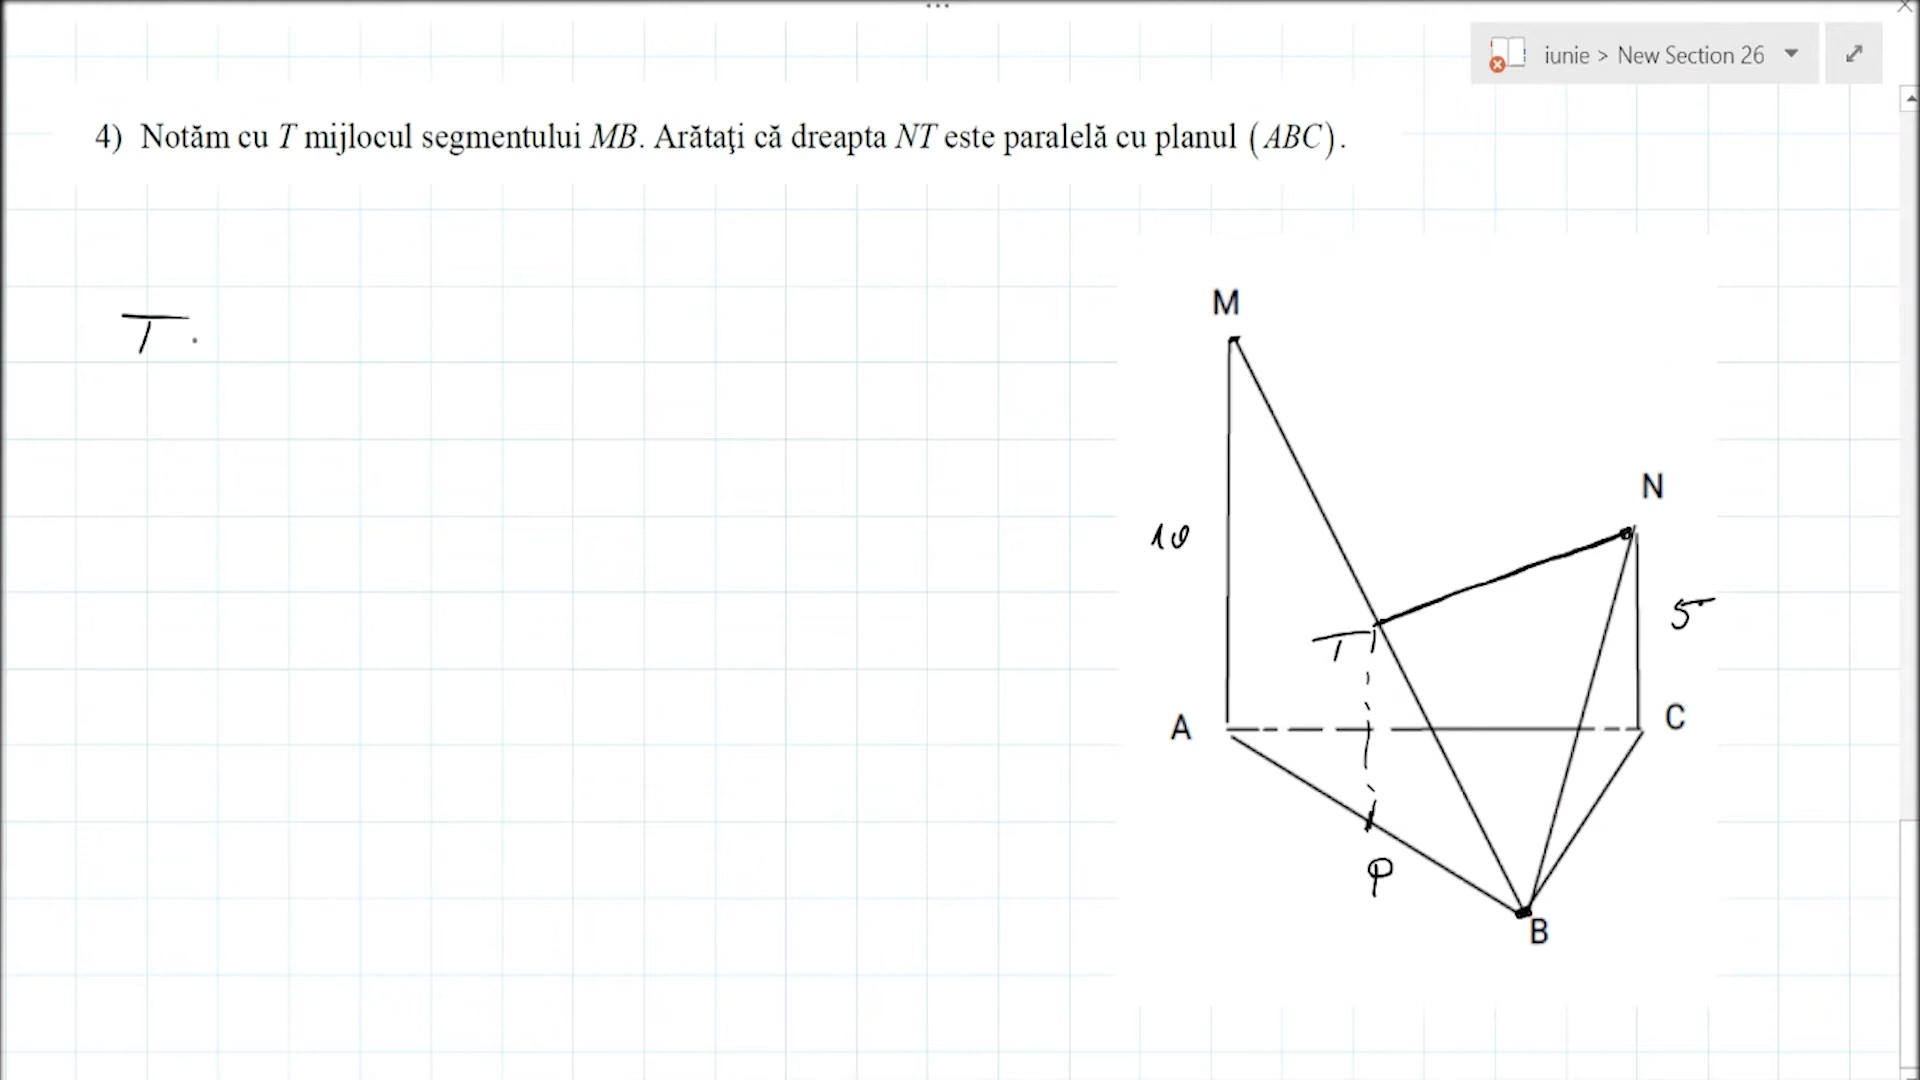 ...
iunie > New Section 26
4) Notăm cu T mijlocul segmentului MB. Arătaţi că dreapta NT este paralelă cu planul (ABC).
T.
M
N
10
5
T
A
C
P
B